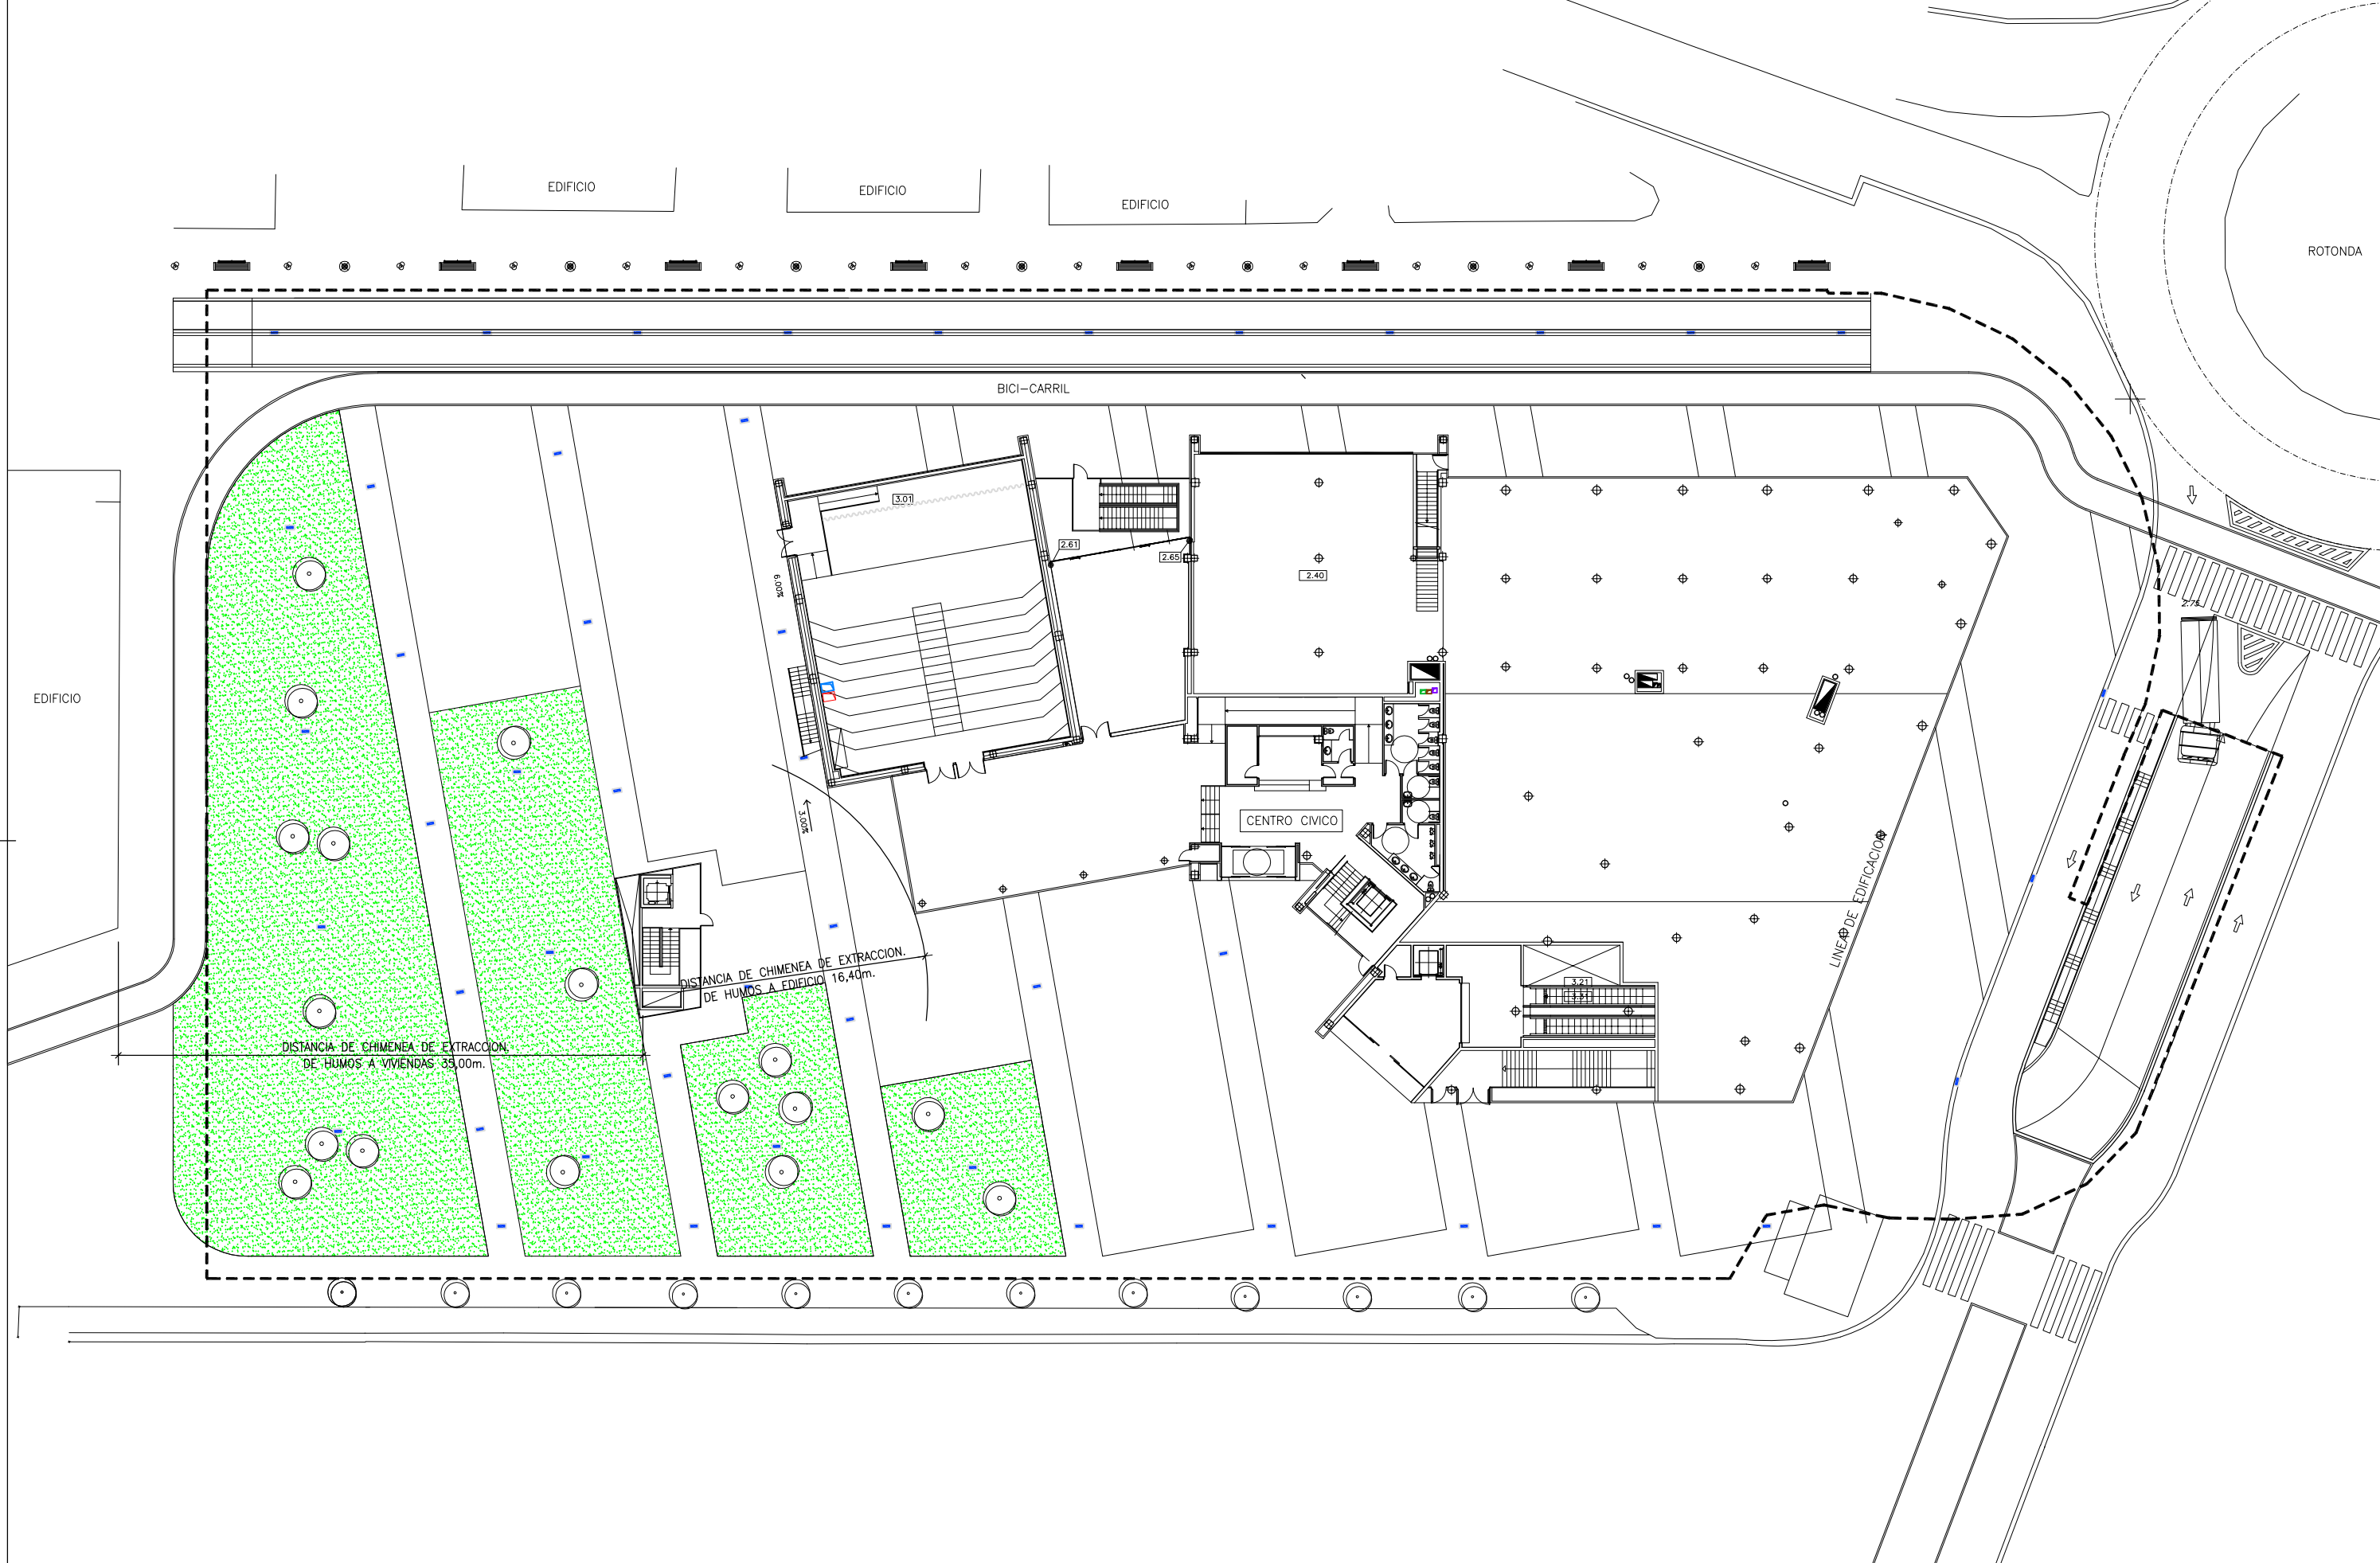 EDIFICIO
EDIFICIO
EDIFICIO
ROTONDA
BICI-CARRIL
3.01
2.61
2.65
2.40
6.00%
2.75
EDIFICIO
3.00%
CENTRO CIVICO
LINEA DE EDIFICACION
DISTANCIA DE CHIMENEA DE EXTRACCION.
DE HUMOS A EDIFICIO 16,40m.
3.21
3.31
DISTANCIA DE CHIMENEA DE EXTRACCION.
DE HUMOS A VIVIENDAS 35,00m.